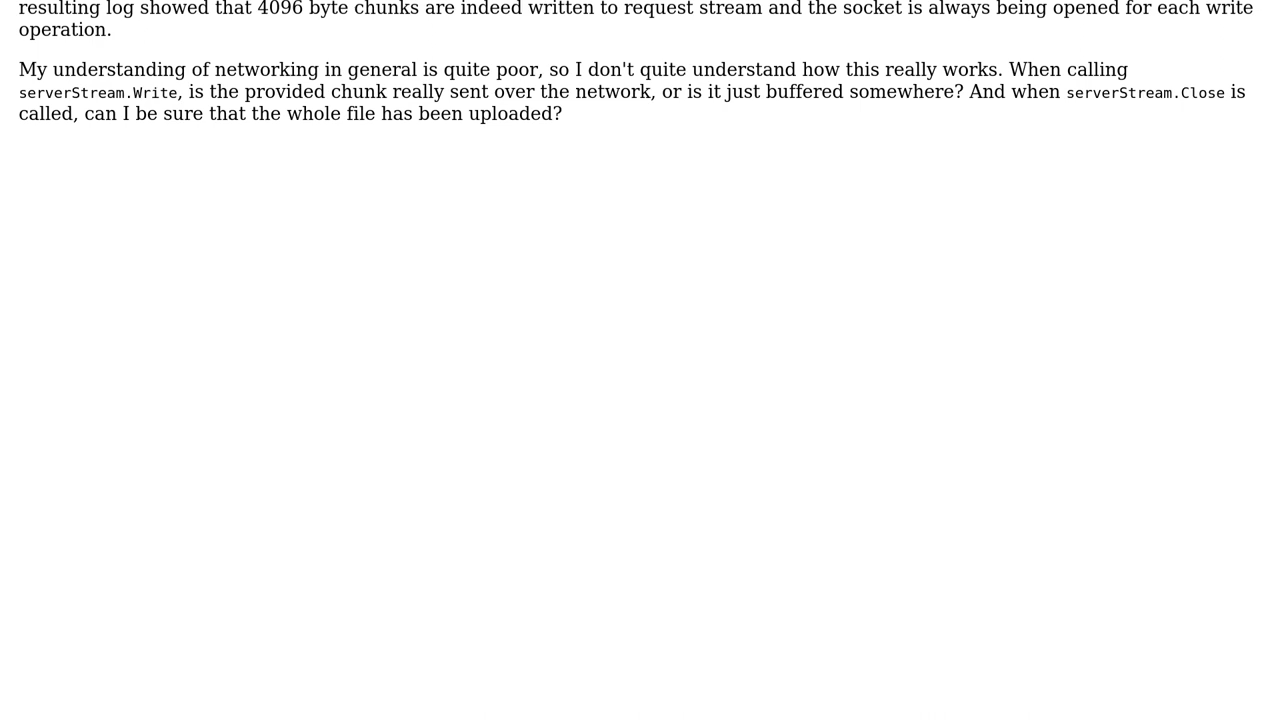 resulting log showed that 4096 byte chunks are indeed written to request stream and the socket is always being opened for each write
operation.
My understanding of networking in general is quite poor, so I don't quite understand how this really works. When calling
serverStream.Write, is the provided chunk really sent over the network, or is it just buffered somewhere? And when serverStream.Close is
called, can I be sure that the whole file has been uploaded?